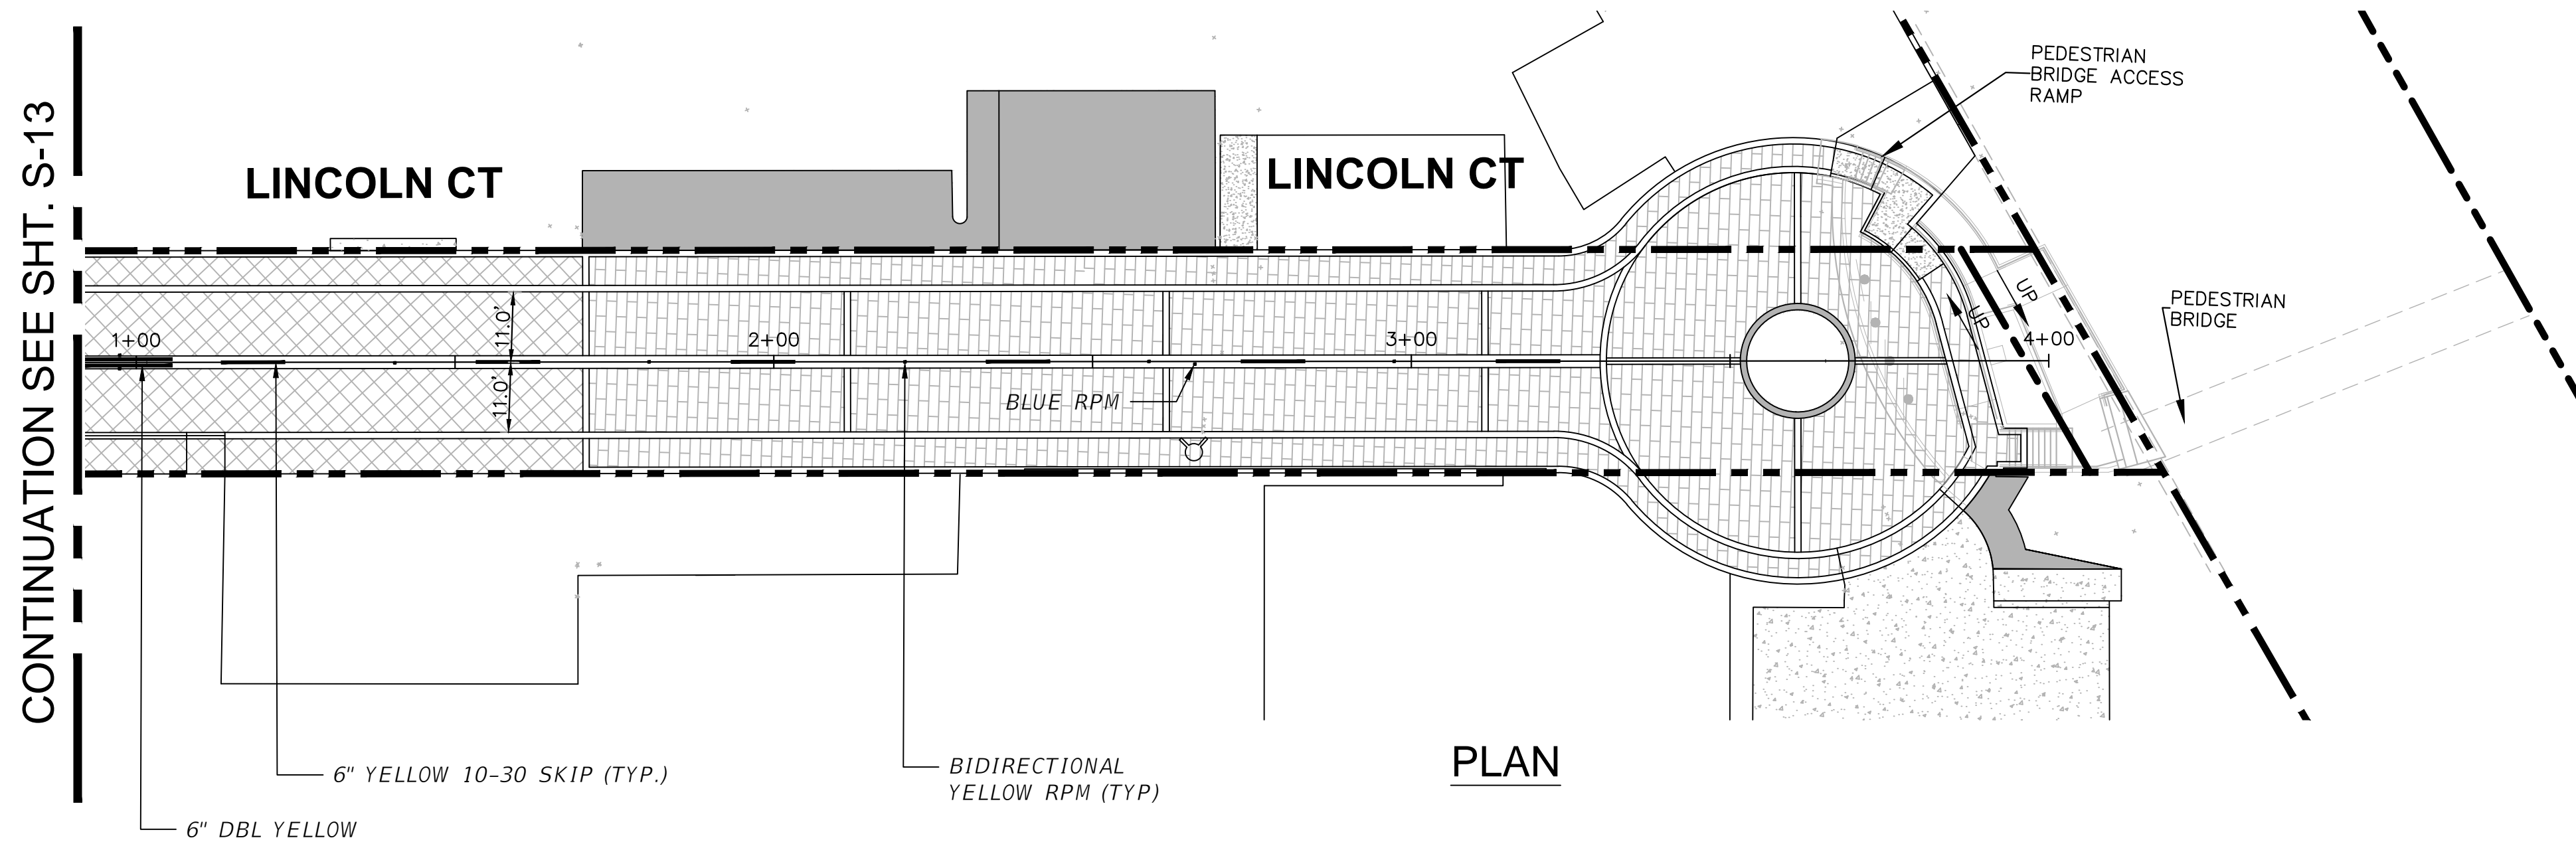 CONTINUATION SEE SHT. S-13
LINCOLN CT
LINCOLN CT
PEDESTRIAN
BRIDGE ACCESS
RAMP
PEDESTRIAN
BRIDGE
UP
UP
1+00
2+00
3+00
4+00
11.0'
11.0'
BLUE RPM
6" YELLOW 10-30 SKIP (TYP.)
BIDIRECTIONAL
YELLOW RPM (TYP)
6" DBL YELLOW
PLAN